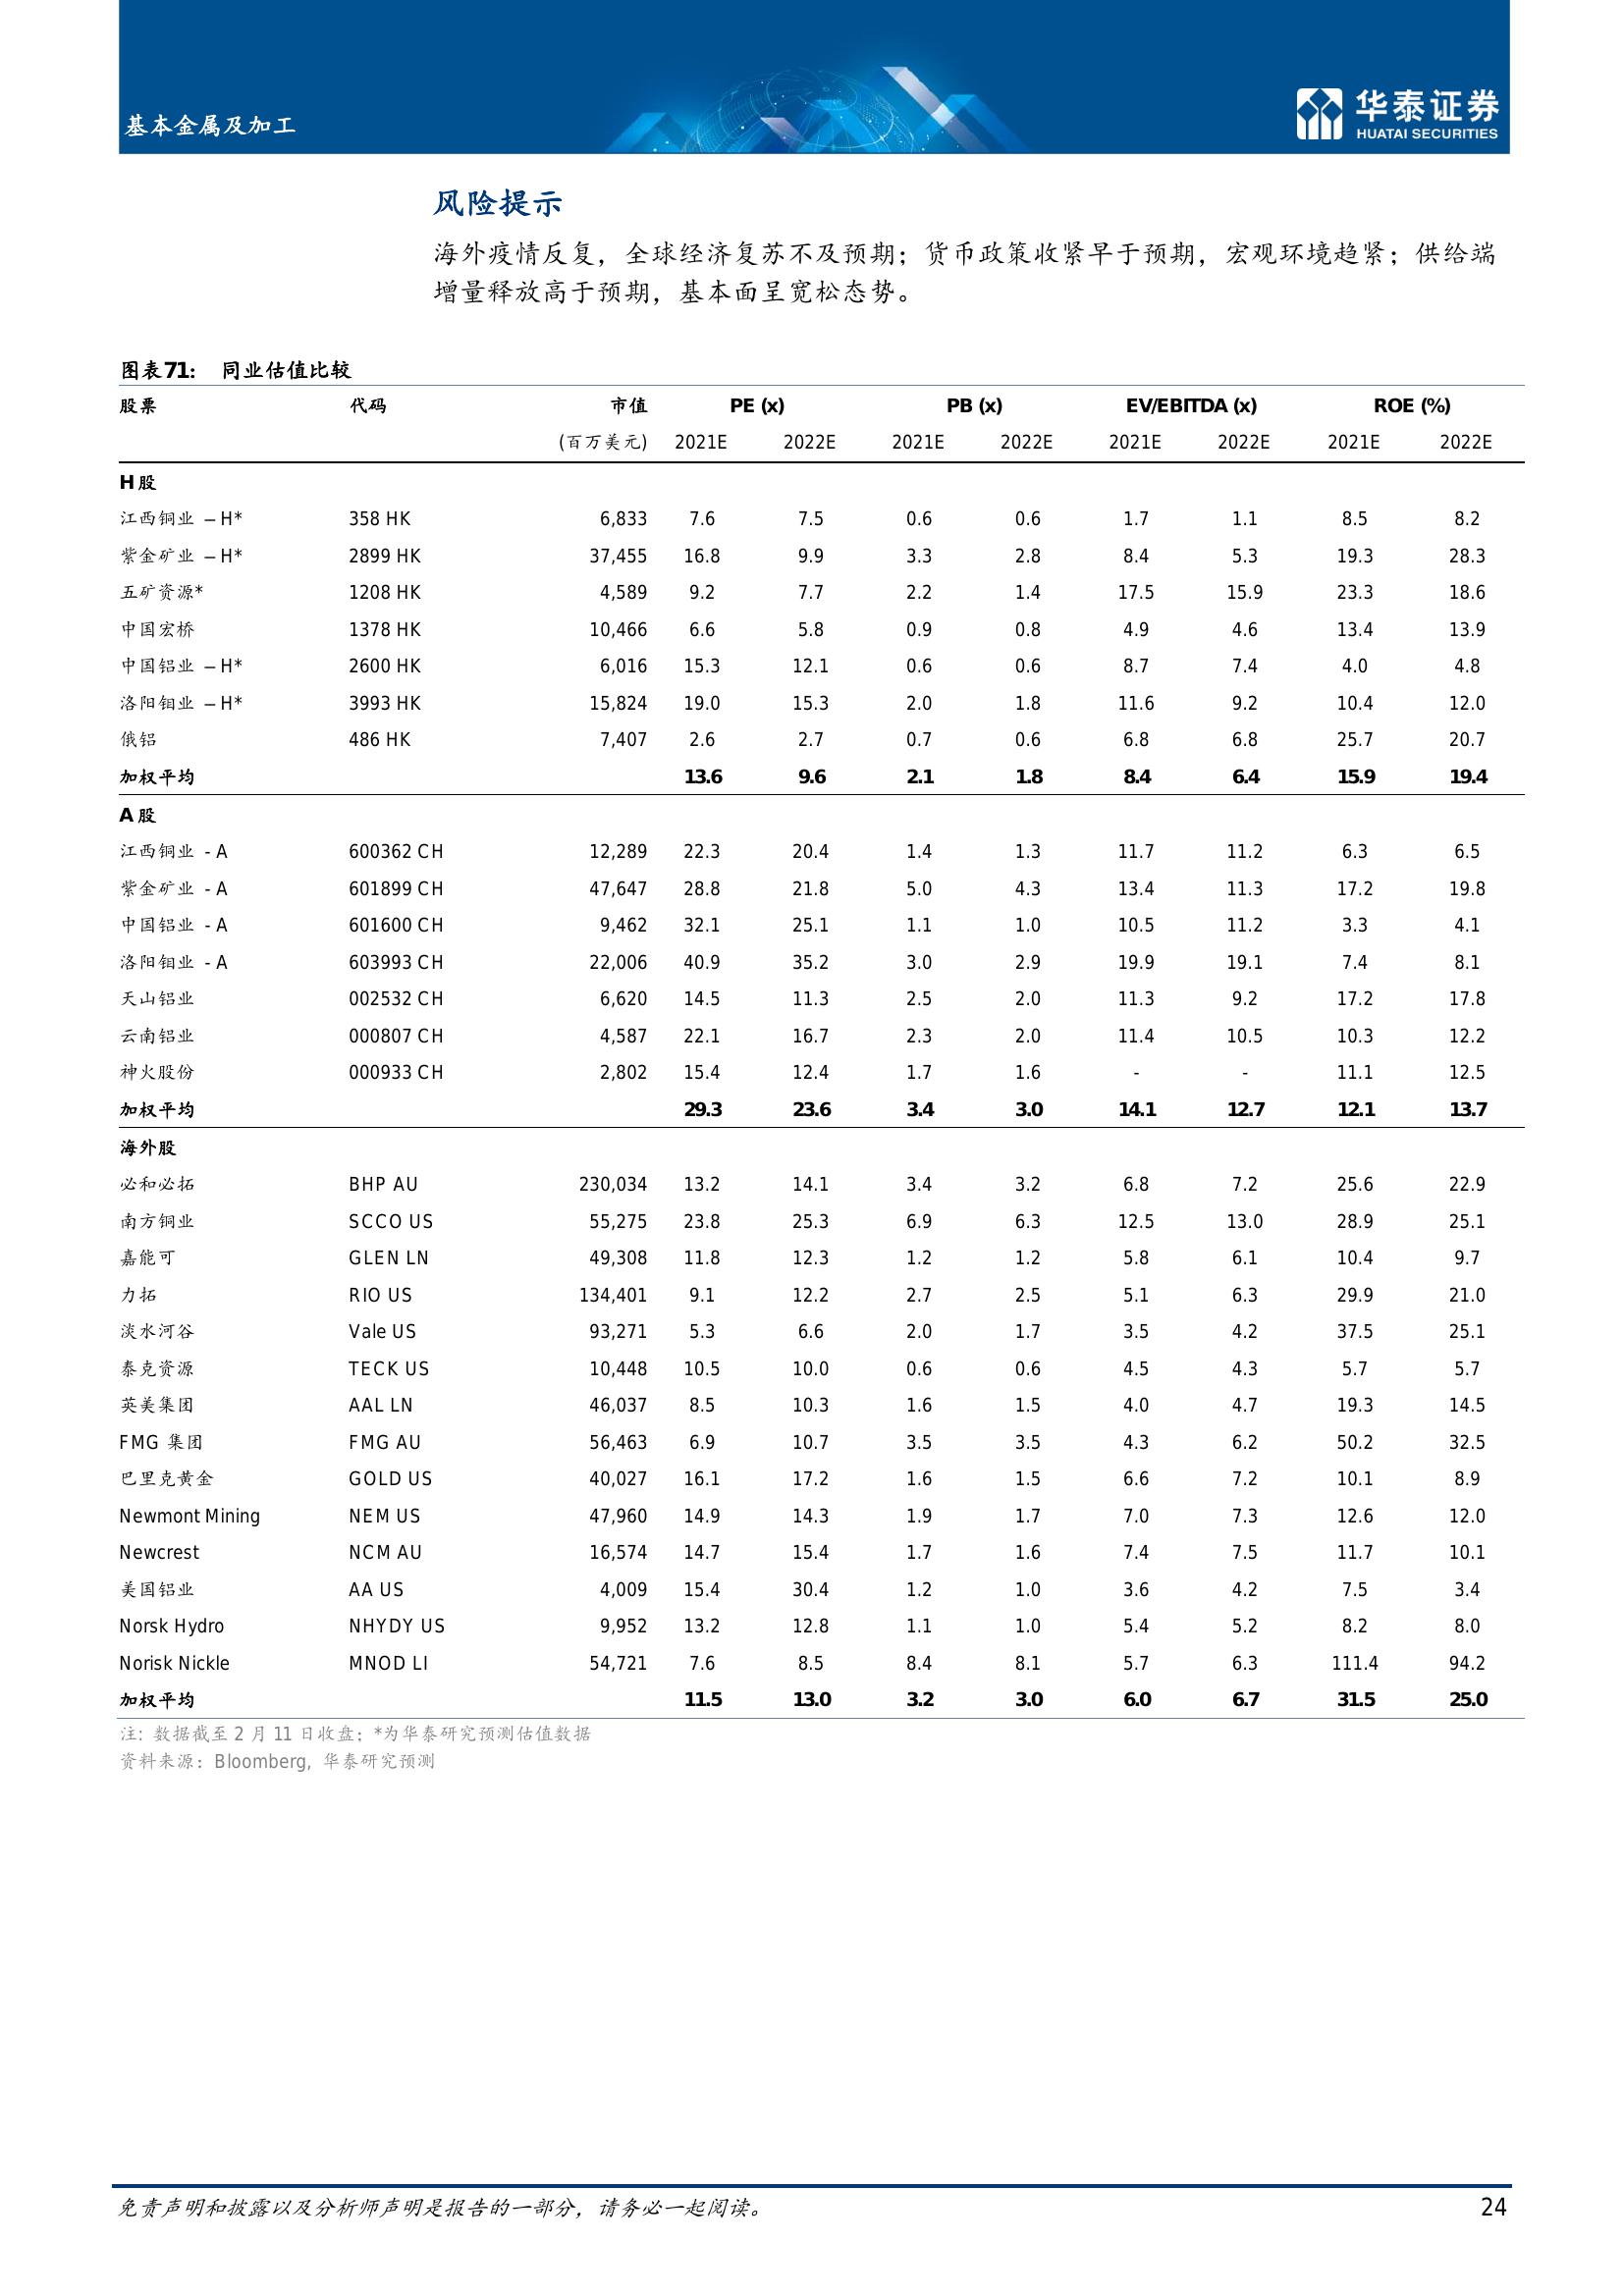 基本金属及加工
华泰证券
HUATAI SECURITIES
风险提示
海外疫情反复，全球经济复苏不及预期；货币政策收紧早于预期，宏观环境趋紧；供给端
增量释放高于预期，基本面呈宽松态势。
图表71： 同业估值比较
股票 代码 市值 PE (x) PB (x) EV/EBITDA (x) ROE (%)
(百万美元) 2021E 2022E 2021E 2022E 2021E 2022E 2021E 2022E
H股
江西铜业 – H* 358 HK 6,833 7.6 7.5 0.6 0.6 1.7 1.1 8.5 8.2
紫金矿业 – H* 2899 HK 37,455 16.8 9.9 3.3 2.8 8.4 5.3 19.3 28.3
五矿资源* 1208 HK 4,589 9.2 7.7 2.2 1.4 17.5 15.9 23.3 18.6
中国宏桥 1378 HK 10,466 6.6 5.8 0.9 0.8 4.9 4.6 13.4 13.9
中国铝业 – H* 2600 HK 6,016 15.3 12.1 0.6 0.6 8.7 7.4 4.0 4.8
洛阳钼业 – H* 3993 HK 15,824 19.0 15.3 2.0 1.8 11.6 9.2 10.4 12.0
俄铝 486 HK 7,407 2.6 2.7 0.7 0.6 6.8 6.8 25.7 20.7
加权平均 13.6 9.6 2.1 1.8 8.4 6.4 15.9 19.4
A股
江西铜业 - A 600362 CH 12,289 22.3 20.4 1.4 1.3 11.7 11.2 6.3 6.5
紫金矿业 - A 601899 CH 47,647 28.8 21.8 5.0 4.3 13.4 11.3 17.2 19.8
中国铝业 - A 601600 CH 9,462 32.1 25.1 1.1 1.0 10.5 11.2 3.3 4.1
洛阳钼业 - A 603993 CH 22,006 40.9 35.2 3.0 2.9 19.9 19.1 7.4 8.1
天山铝业 002532 CH 6,620 14.5 11.3 2.5 2.0 11.3 9.2 17.2 17.8
云南铝业 000807 CH 4,587 22.1 16.7 2.3 2.0 11.4 10.5 10.3 12.2
神火股份 000933 CH 2,802 15.4 12.4 1.7 1.6 - - 11.1 12.5
加权平均 29.3 23.6 3.4 3.0 14.1 12.7 12.1 13.7
海外股
必和必拓 BHP AU 230,034 13.2 14.1 3.4 3.2 6.8 7.2 25.6 22.9
南方铜业 SCCO US 55,275 23.8 25.3 6.9 6.3 12.5 13.0 28.9 25.1
嘉能可 GLEN LN 49,308 11.8 12.3 1.2 1.2 5.8 6.1 10.4 9.7
力拓 RIO US 134,401 9.1 12.2 2.7 2.5 5.1 6.3 29.9 21.0
淡水河谷 Vale US 93,271 5.3 6.6 2.0 1.7 3.5 4.2 37.5 25.1
泰克资源 TECK US 10,448 10.5 10.0 0.6 0.6 4.5 4.3 5.7 5.7
英美集团 AAL LN 46,037 8.5 10.3 1.6 1.5 4.0 4.7 19.3 14.5
FMG 集团 FMG AU 56,463 6.9 10.7 3.5 3.5 4.3 6.2 50.2 32.5
巴里克黄金 GOLD US 40,027 16.1 17.2 1.6 1.5 6.6 7.2 10.1 8.9
Newmont Mining NEM US 47,960 14.9 14.3 1.9 1.7 7.0 7.3 12.6 12.0
Newcrest NCM AU 16,574 14.7 15.4 1.7 1.6 7.4 7.5 11.7 10.1
美国铝业 AA US 4,009 15.4 30.4 1.2 1.0 3.6 4.2 7.5 3.4
Norsk Hydro NHYDY US 9,952 13.2 12.8 1.1 1.0 5.4 5.2 8.2 8.0
Norisk Nickle MNOD LI 54,721 7.6 8.5 8.4 8.1 5.7 6.3 111.4 94.2
加权平均 11.5 13.0 3.2 3.0 6.0 6.7 31.5 25.0
注: 数据截至 2 月 11 日收盘；*为华泰研究预测估值数据
资料来源：Bloomberg, 华泰研究预测
免责声明和披露以及分析师声明是报告的一部分，请务必一起阅读。 24